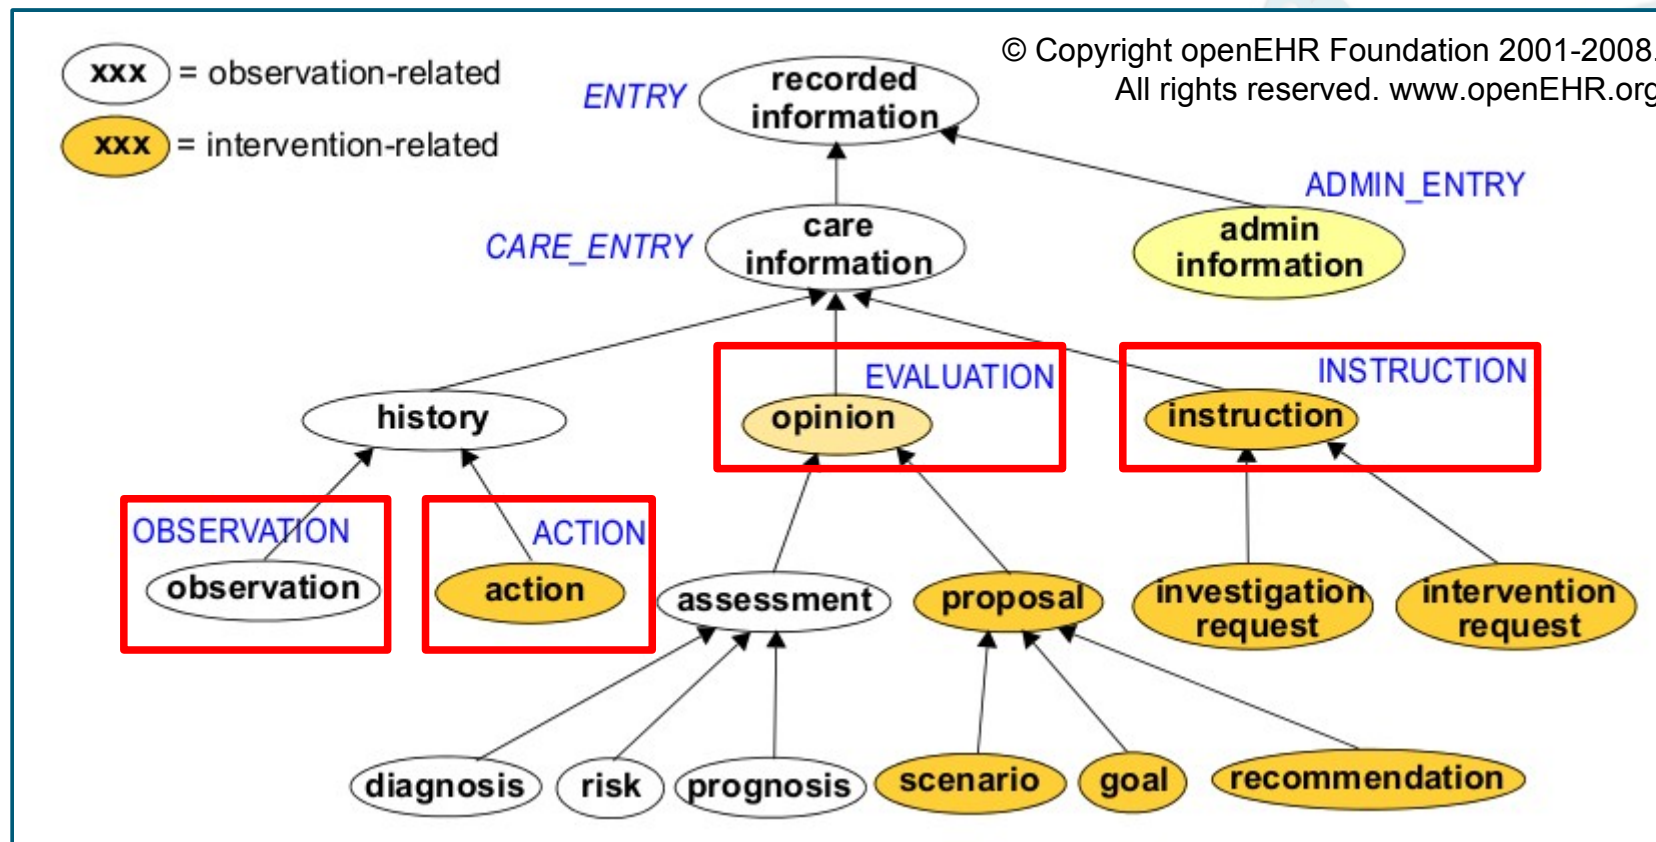 © Copyright openEHR Foundation 2001-2008.
All rights reserved. www.openEHR.org
xxx = observation-related
xxx = intervention-related
ENTRY
recorded
information
ADMIN_ENTRY
admin
information
CARE_ENTRY
care
information
history
EVALUATION
opinion
INSTRUCTION
instruction
OBSERVATION
observation
ACTION
action
assessment
proposal
investigation
request
intervention
request
diagnosis
risk
prognosis
scenario
goal
recommendation